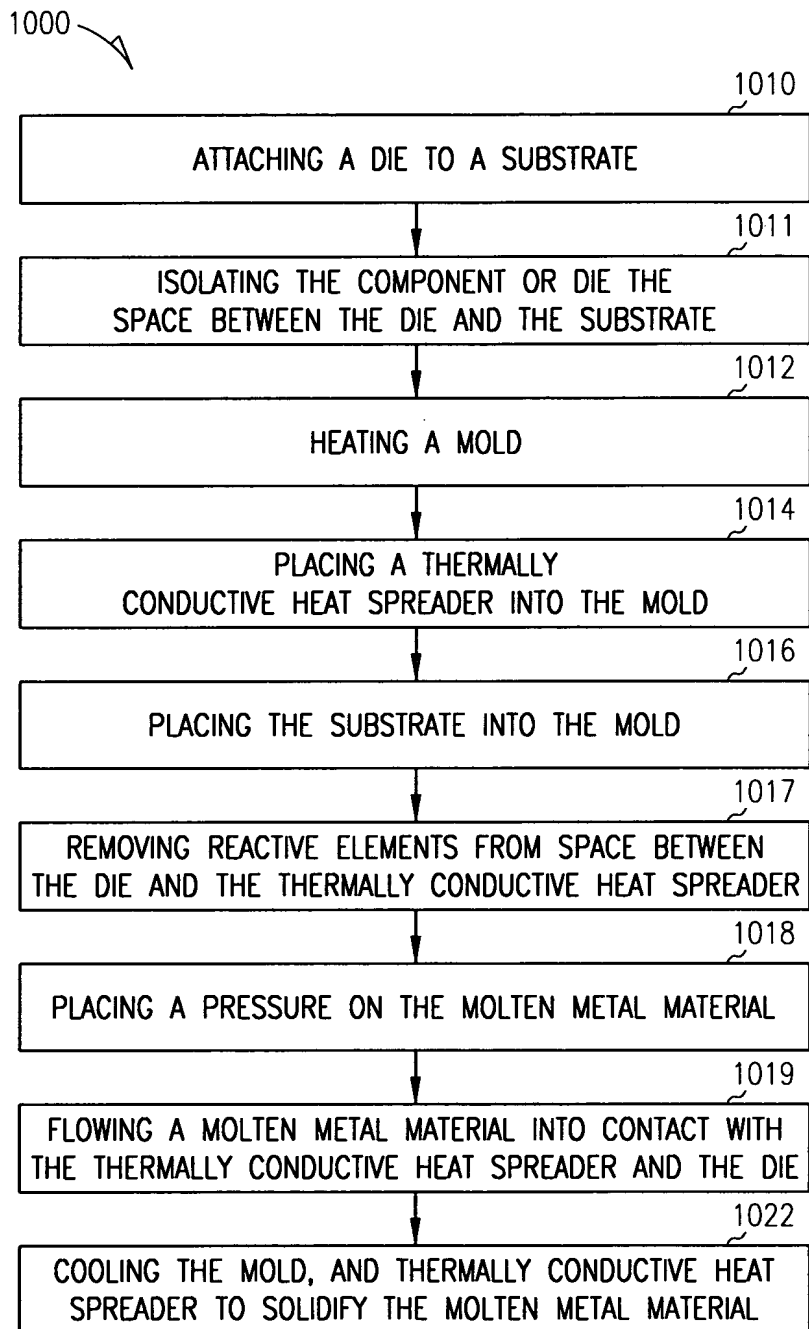 1000
1010
ATTACHING A DIE TO A SUBSTRATE
1011
ISOLATING THE COMPONENT OR DIE THE
SPACE BETWEEN THE DIE AND THE SUBSTRATE
1012
HEATING A MOLD
1014
PLACING A THERMALLY
CONDUCTIVE HEAT SPREADER INTO THE MOLD
1016
PLACING THE SUBSTRATE INTO THE MOLD
1017
REMOVING REACTIVE ELEMENTS FROM SPACE BETWEEN
THE DIE AND THE THERMALLY CONDUCTIVE HEAT SPREADER
1018
PLACING A PRESSURE ON THE MOLTEN METAL MATERIAL
1019
FLOWING A MOLTEN METAL MATERIAL INTO CONTACT WITH
THE THERMALLY CONDUCTIVE HEAT SPREADER AND THE DIE
1022
COOLING THE MOLD, AND THERMALLY CONDUCTIVE HEAT
SPREADER TO SOLIDIFY THE MOLTEN METAL MATERIAL